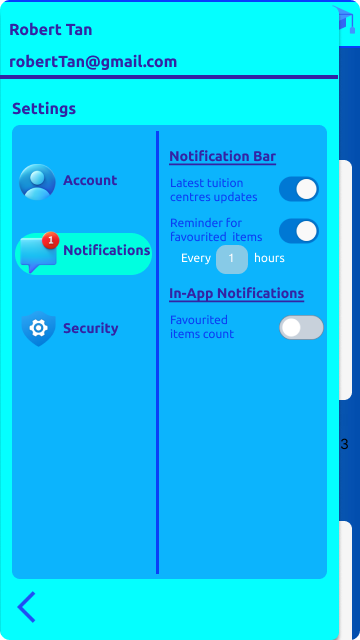 Robert Tan
robertTan@gmail.com
Settings
Account
1
Notifications
Security
Notification Bar
Latest tuition
centres updates
Reminder for
favourited items
Every 1 hours
In-App Notifications
Favourited
items count
3